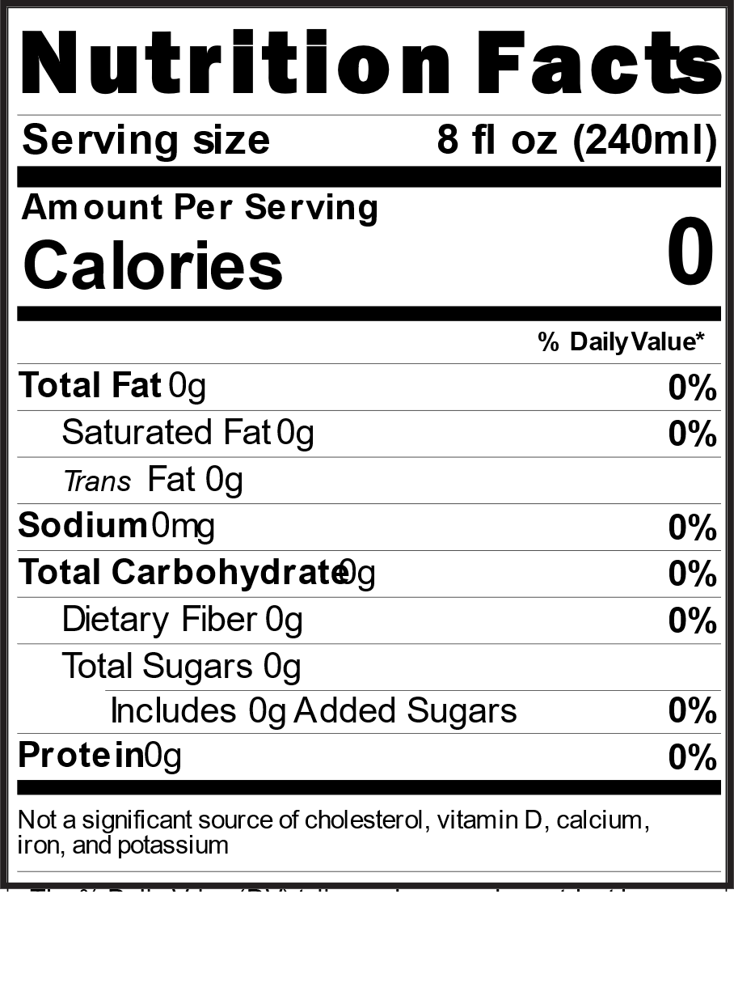 Nutrition Facts
Serving size 8 fl oz (240ml)
Amount Per Serving
Calories 0
% Daily Value*
Total Fat 0g 0%
Saturated Fat 0g 0%
Trans Fat 0g
Sodium 0mg 0%
Total Carbohydrate 0g 0%
Dietary Fiber 0g 0%
Total Sugars 0g
Includes 0g Added Sugars 0%
Protein 0g 0%
Not a significant source of cholesterol, vitamin D, calcium,
iron, and potassium